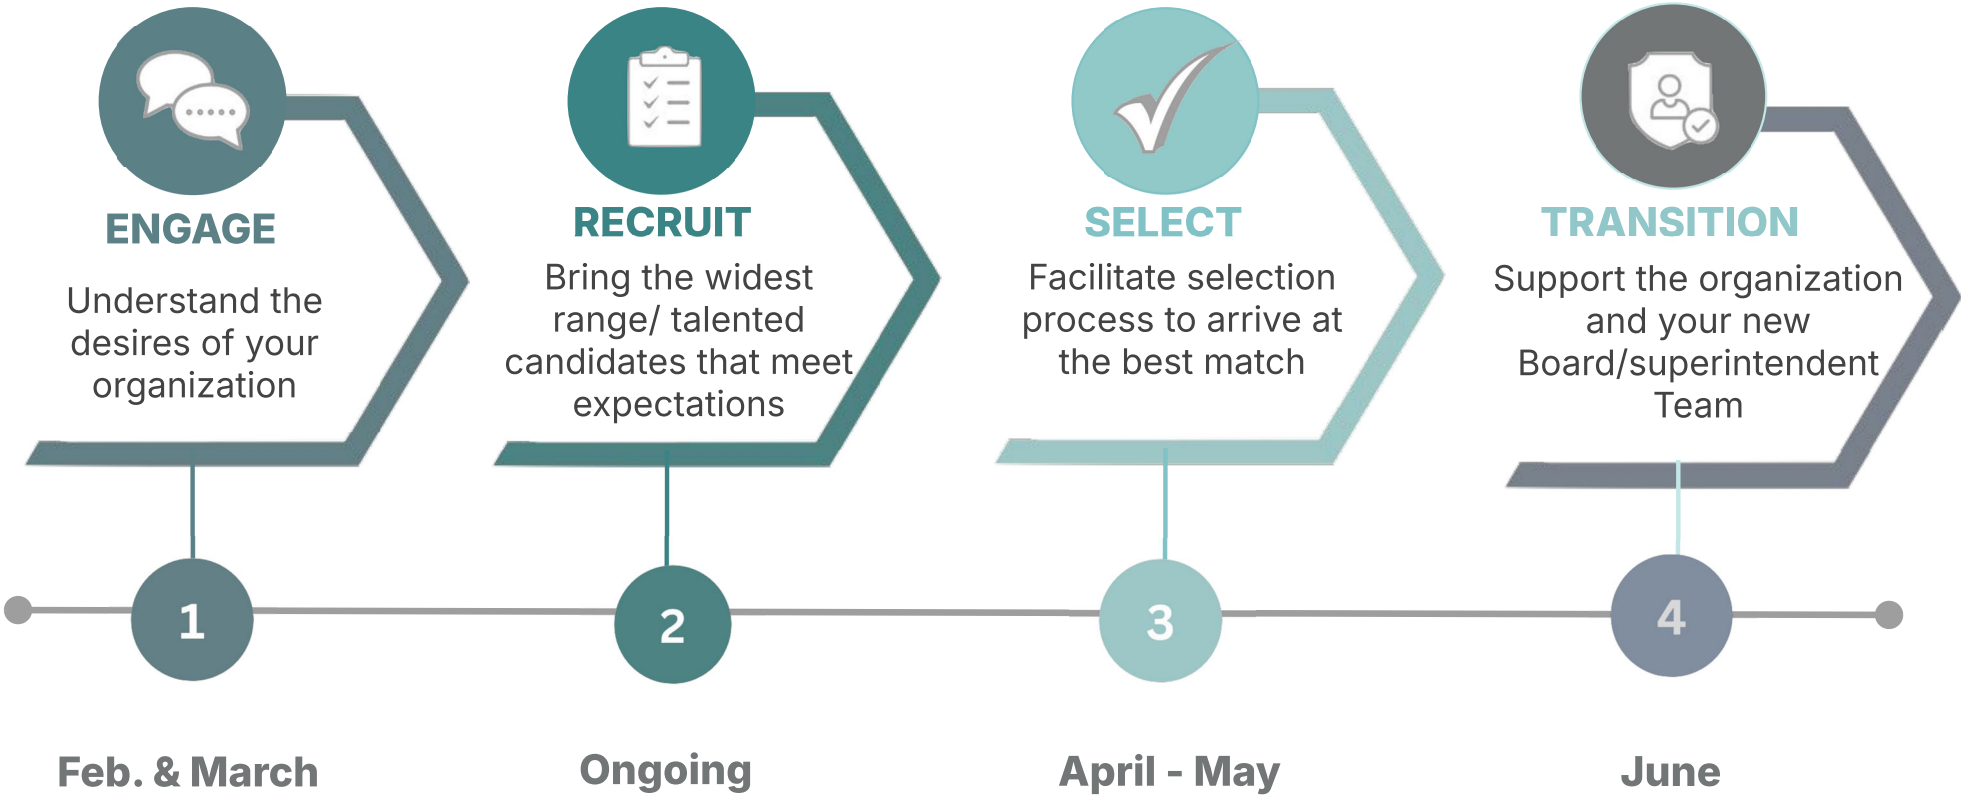 ENGAGE
Understand the
desires of your
organization
RECRUIT
Bring the widest
range/ talented
candidates that meet
expectations
SELECT
Facilitate selection
process to arrive at
the best match
TRANSITION
Support the organization
and your new
Board/superintendent
Team
1
2
3
4
Feb. & March
Ongoing
April - May
June